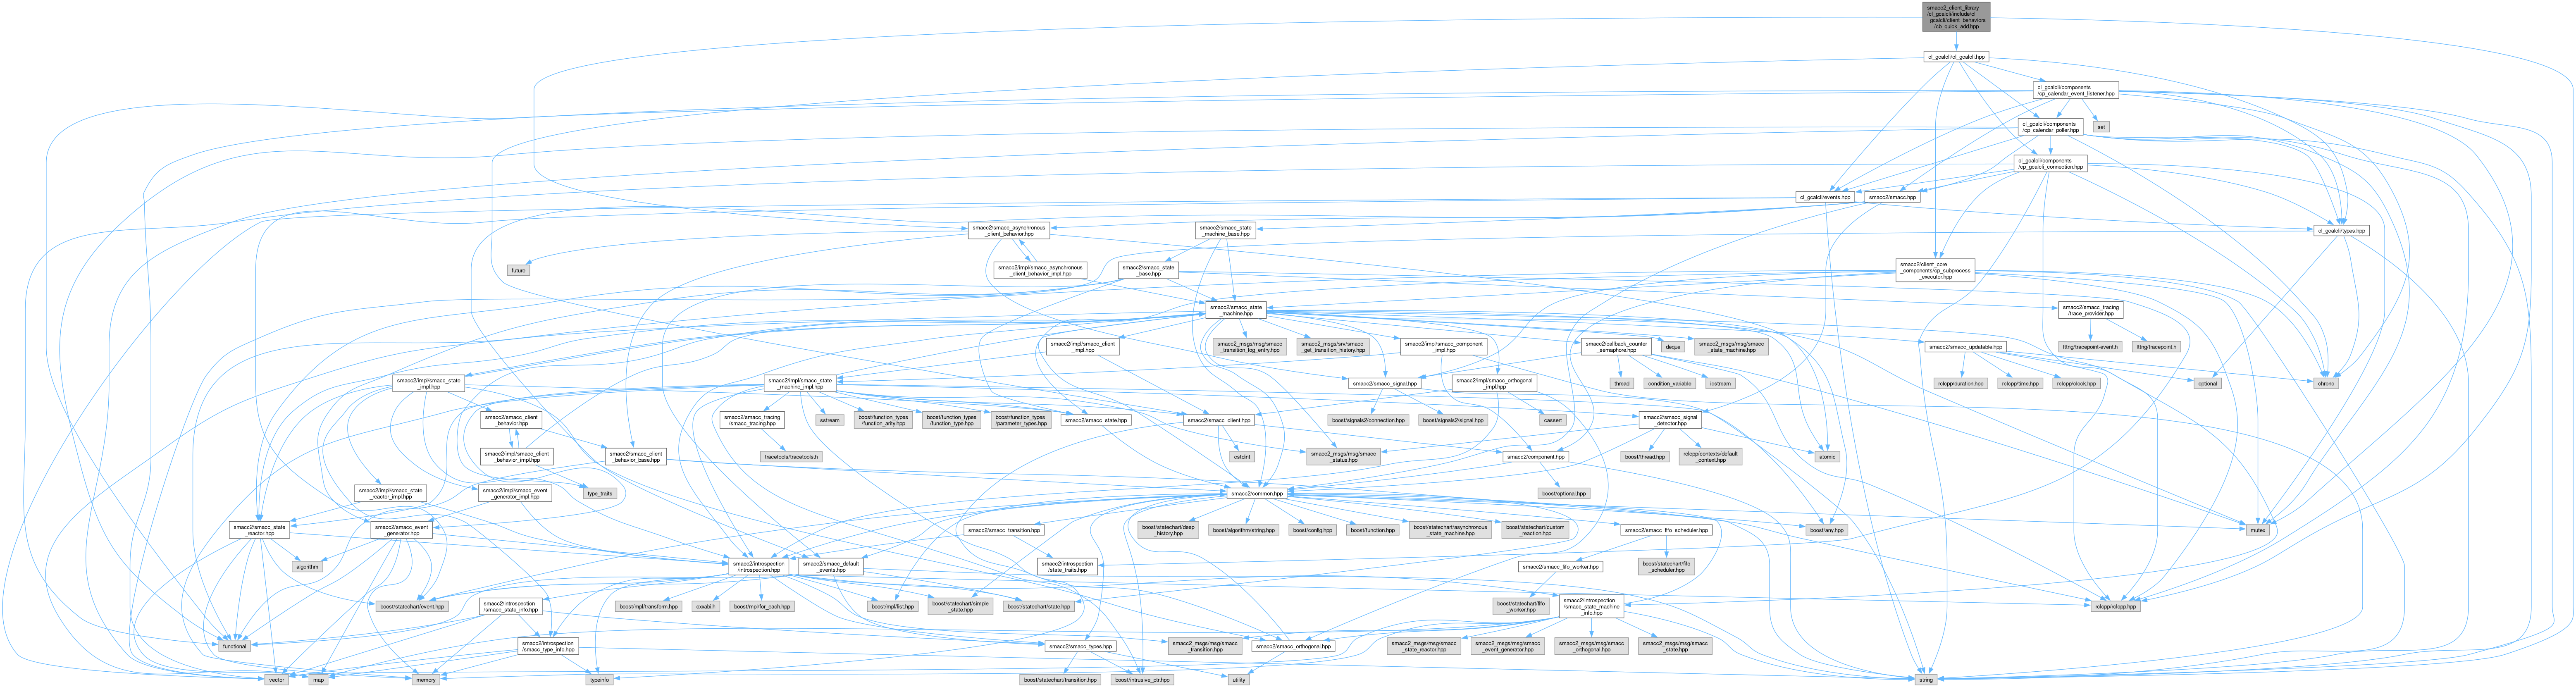 smacc2_client_library
/cl_gcalcli/include/cl
_gcalcli/client_behaviors
/cb_quick_add.hpp
cl_gcalcli/cl_gcalcli.hpp
cl_gcalcli/components
/cp_calendar_event_listener.hpp
cl_gcalcli/components
/cp_calendar_poller.hpp
set
cl_gcalcli/components
/cp_gcalcli_connection.hpp
cl_gcalcli/events.hpp
smacc2/smacc.hpp
smacc2/smacc_asynchronous
_client_behavior.hpp
smacc2/smacc_state
_machine_base.hpp
cl_gcalcli/types.hpp
future
smacc2/impl/smacc_asynchronous
_client_behavior_impl.hpp
smacc2/smacc_state
_base.hpp
smacc2/client_core
_components/cp_subprocess
_executor.hpp
smacc2/smacc_state
_machine.hpp
smacc2/smacc_tracing
/trace_provider.hpp
smacc2/impl/smacc_client
_impl.hpp
smacc2_msgs/msg/smacc
_transition_log_entry.hpp
smacc2_msgs/srv/smacc
_get_transition_history.hpp
smacc2/impl/smacc_component
_impl.hpp
smacc2/callback_counter
_semaphore.hpp
deque
smacc2_msgs/msg/smacc
_state_machine.hpp
smacc2/smacc_updatable.hpp
lttng/tracepoint-event.h
lttng/tracepoint.h
smacc2/impl/smacc_state
_impl.hpp
smacc2/impl/smacc_state
_machine_impl.hpp
smacc2/smacc_signal.hpp
smacc2/impl/smacc_orthogonal
_impl.hpp
thread
condition_variable
iostream
rclcpp/duration.hpp
rclcpp/time.hpp
rclcpp/clock.hpp
optional
chrono
smacc2/smacc_client
_behavior.hpp
smacc2/smacc_tracing
/smacc_tracing.hpp
sstream
boost/function_types
/function_arity.hpp
boost/function_types
/function_type.hpp
boost/function_types
/parameter_types.hpp
smacc2/smacc_state.hpp
smacc2/smacc_client.hpp
boost/signals2/connection.hpp
boost/signals2/signal.hpp
cassert
smacc2/smacc_signal
_detector.hpp
smacc2/impl/smacc_client
_behavior_impl.hpp
smacc2/smacc_client
_behavior_base.hpp
tracetools/tracetools.h
cstdint
smacc2_msgs/msg/smacc
_status.hpp
smacc2/component.hpp
boost/thread.hpp
rclcpp/contexts/default
_context.hpp
atomic
smacc2/impl/smacc_state
_reactor_impl.hpp
smacc2/impl/smacc_event
_generator_impl.hpp
type_traits
smacc2/common.hpp
boost/optional.hpp
smacc2/smacc_state
_reactor.hpp
smacc2/smacc_event
_generator.hpp
smacc2/smacc_transition.hpp
boost/statechart/deep
_history.hpp
boost/algorithm/string.hpp
boost/config.hpp
boost/function.hpp
boost/statechart/asynchronous
_state_machine.hpp
boost/statechart/custom
_reaction.hpp
smacc2/smacc_fifo_scheduler.hpp
boost/any.hpp
mutex
algorithm
smacc2/introspection
/introspection.hpp
smacc2/smacc_default
_events.hpp
smacc2/introspection
/state_traits.hpp
smacc2/smacc_fifo_worker.hpp
boost/statechart/fifo
_scheduler.hpp
boost/statechart/event.hpp
smacc2/introspection
/smacc_state_info.hpp
boost/mpl/transform.hpp
cxxabi.h
boost/mpl/for_each.hpp
boost/mpl/list.hpp
boost/statechart/simple
_state.hpp
boost/statechart/state.hpp
boost/statechart/fifo
_worker.hpp
smacc2/introspection
/smacc_state_machine
_info.hpp
rclcpp/rclcpp.hpp
functional
smacc2/introspection
/smacc_type_info.hpp
smacc2/smacc_types.hpp
smacc2_msgs/msg/smacc
_transition.hpp
smacc2/smacc_orthogonal.hpp
smacc2_msgs/msg/smacc
_state_reactor.hpp
smacc2_msgs/msg/smacc
_event_generator.hpp
smacc2_msgs/msg/smacc
_orthogonal.hpp
smacc2_msgs/msg/smacc
_state.hpp
vector
map
memory
typeinfo
boost/statechart/transition.hpp
boost/intrusive_ptr.hpp
utility
string